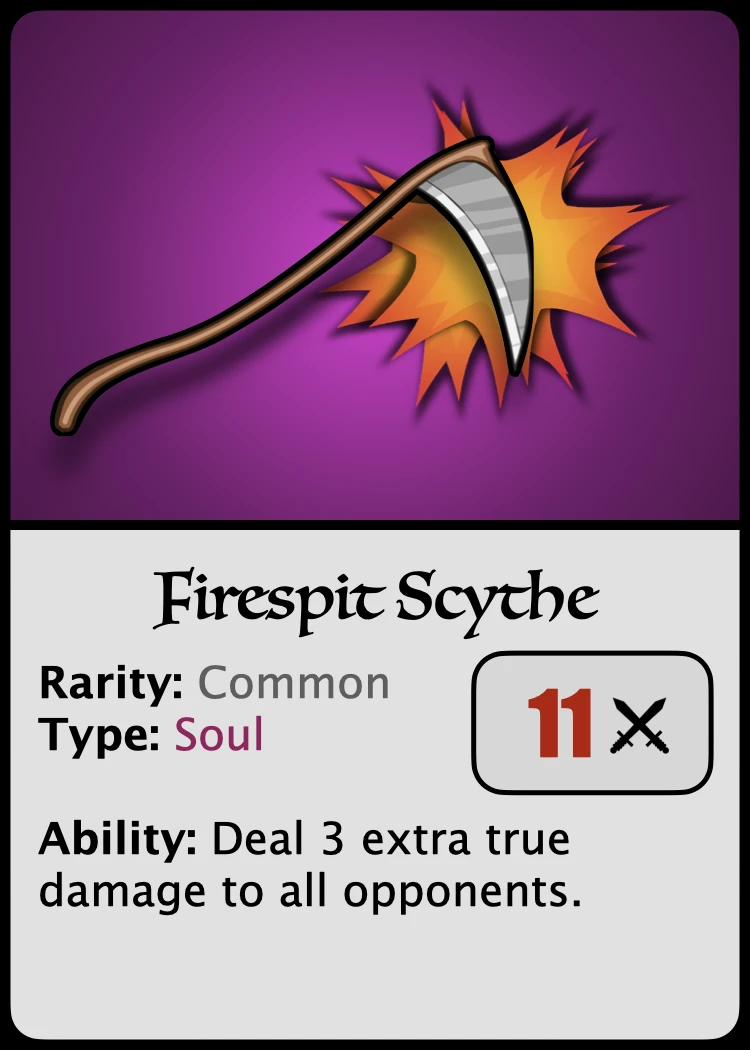 Firespit Scythe
Rarity: Common
Type: Soul
11
Ability: Deal 3 extra true
damage to all opponents.